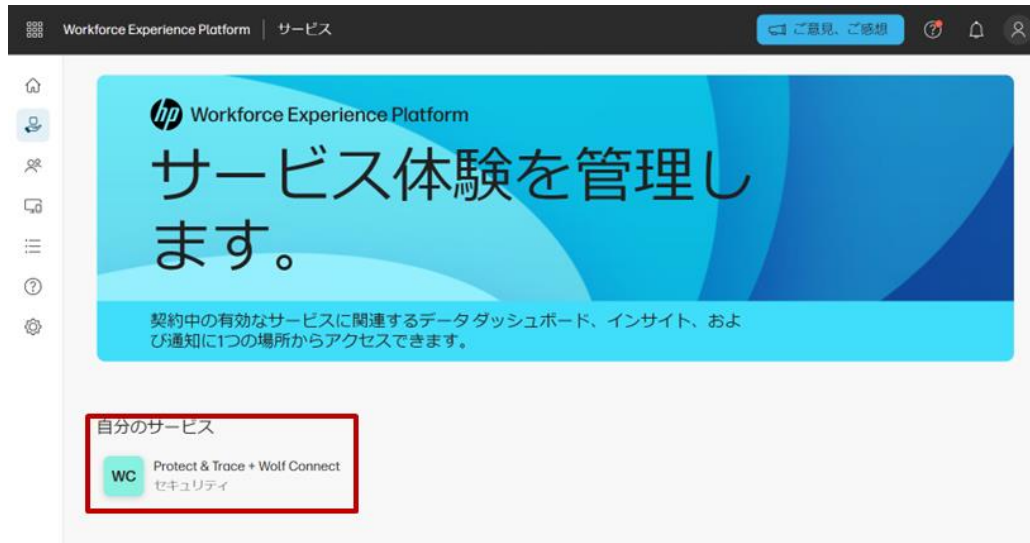 Workforce Experience Platform サービス ご意見、ご感想
hp Workforce Experience Platform
サービス体験を管理し
ます。
契約中の有効なサービスに関連するデータ ダッシュボード、インサイト、およ
び通知に1つの場所からアクセスできます。
自分のサービス
WC Protect & Trace + Wolf Connect
セキュリティ